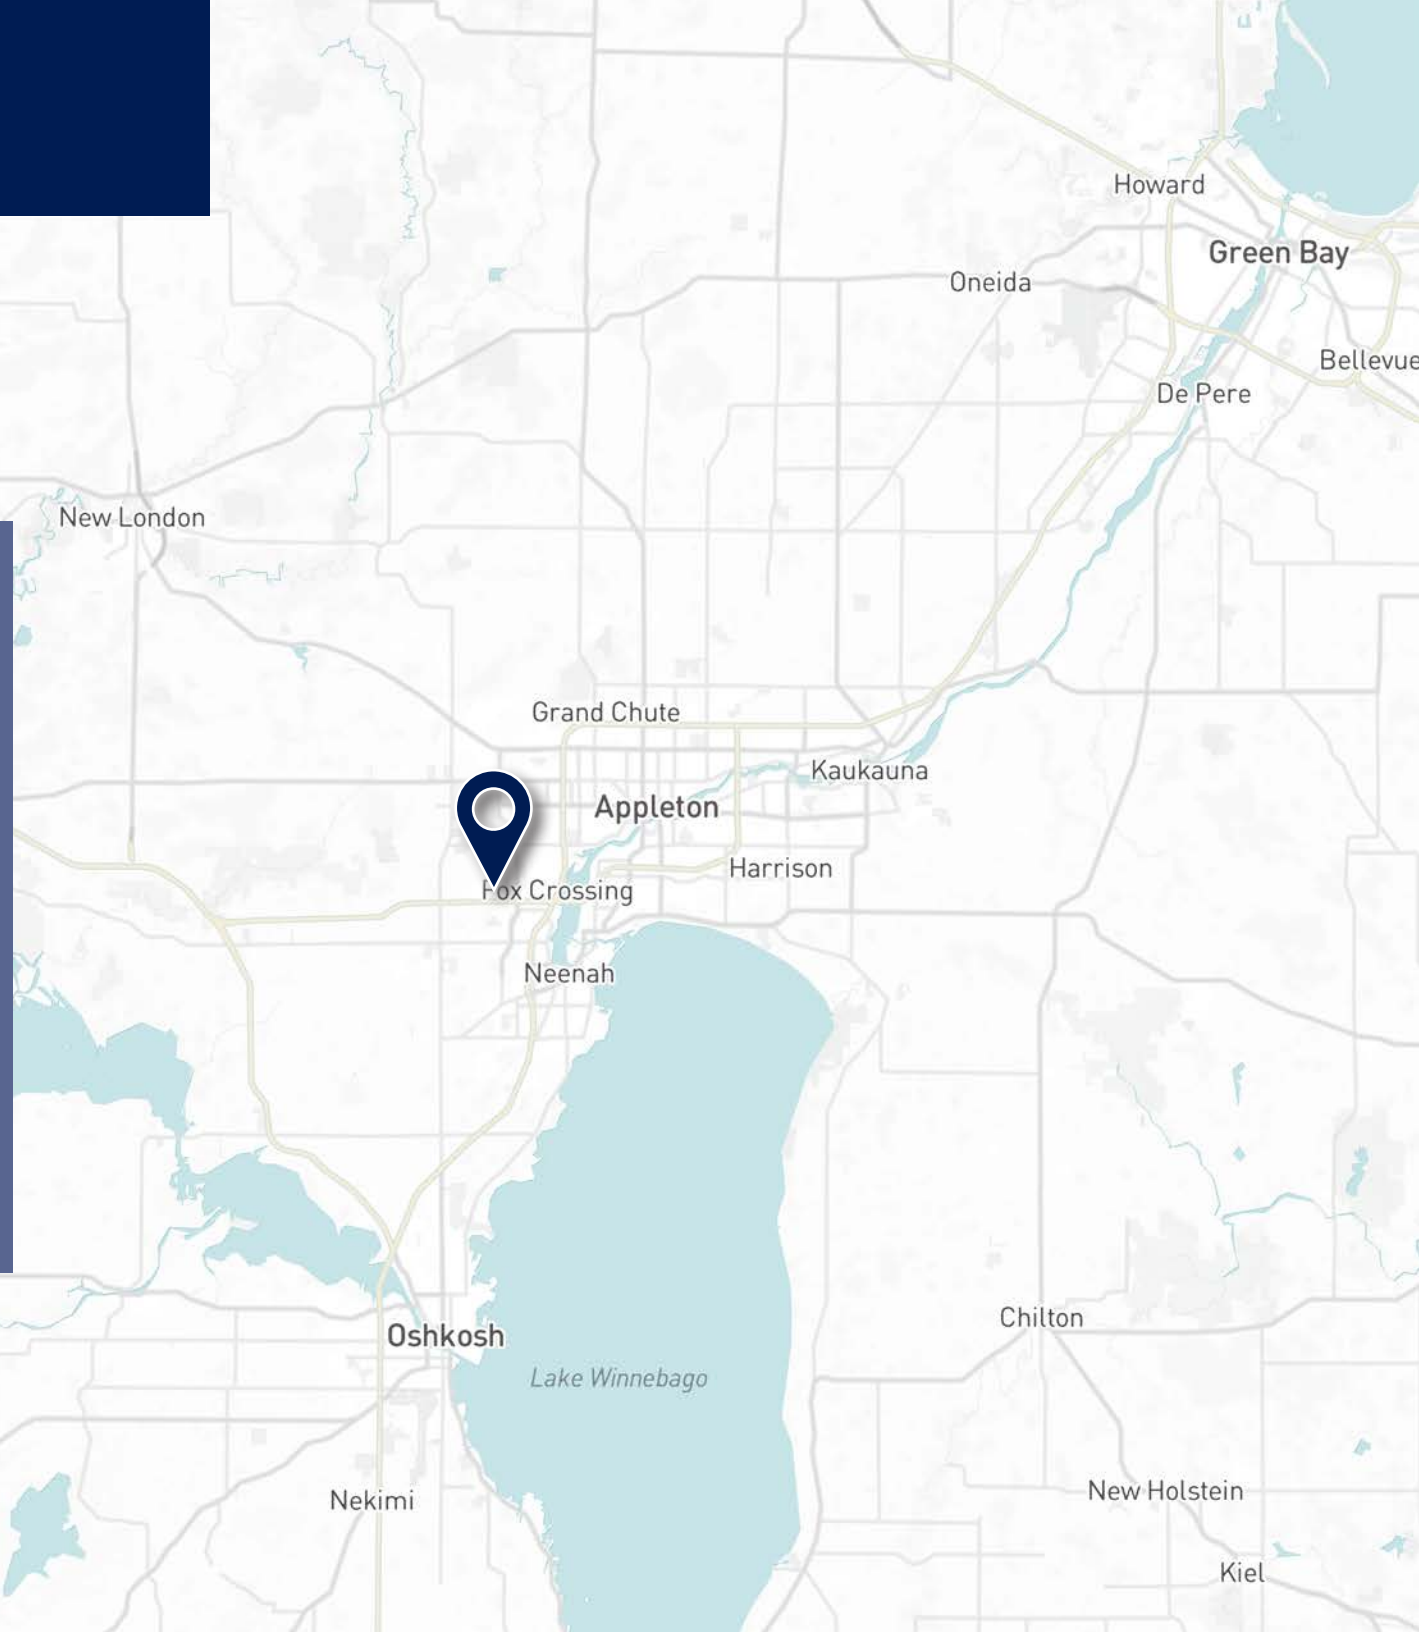 Howard
Green Bay
Oneida
Bellevue
De Pere
New London
Grand Chute
Kaukauna
Appleton
Harrison
Fox Crossing
Neenah
Chilton
Oshkosh
Lake Winnebago
New Holstein
Nekimi
Kiel